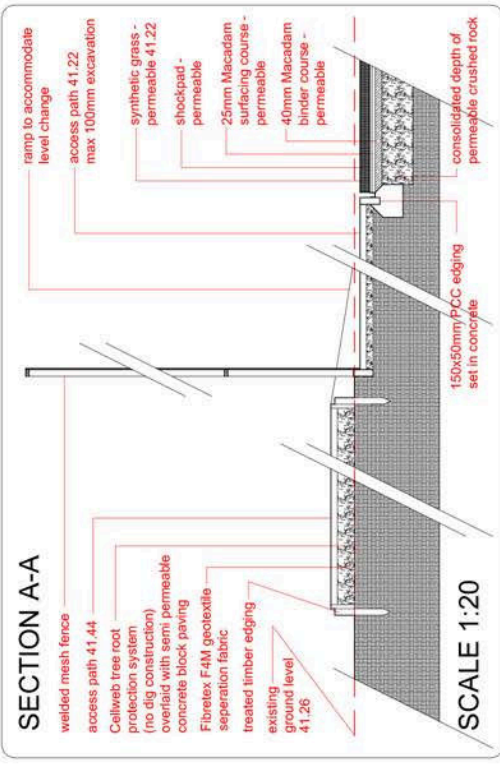 SECTION A-A
welded mesh fence
access path 41,44
Cellweb tree root
protection system
(no dig construction)
overlaid with semi permeable
concrete block paving
Fibretex F4M geotextile
seperation fabric
treated timber edging
existing
ground level
41,26
ramp to accommodate
level change
access path 41.22
max 100mm excavation
synthetic grass -
permeable 41.22
shockpad -
permeable
25mm Macadam
surfacing course -
permeable
40mm Macadam
binder course -
permeable
consolidated depth of
permeable crushed rock
150x50mm PCC edging
set in concrete
SCALE 1:20